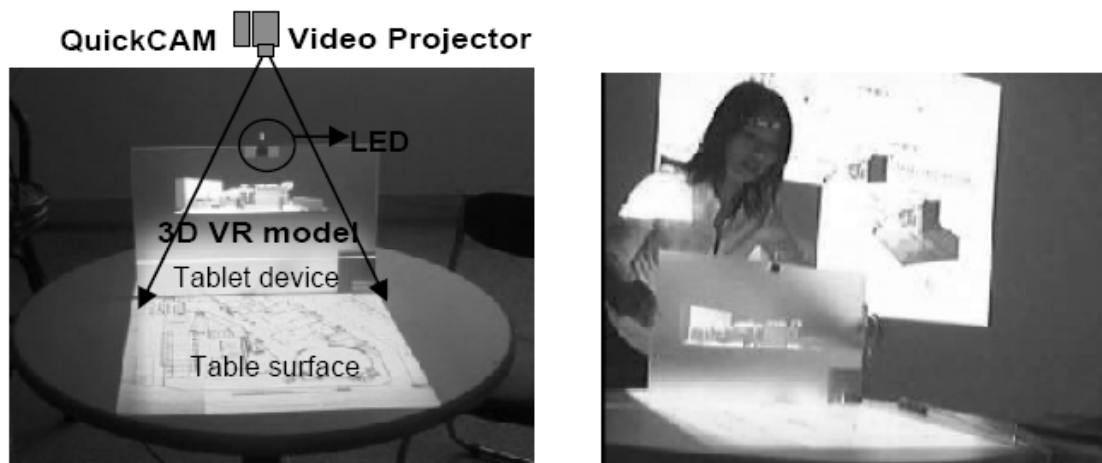 QuickCAM Video Projector
LED
3D VR model
Tablet device
Table surface